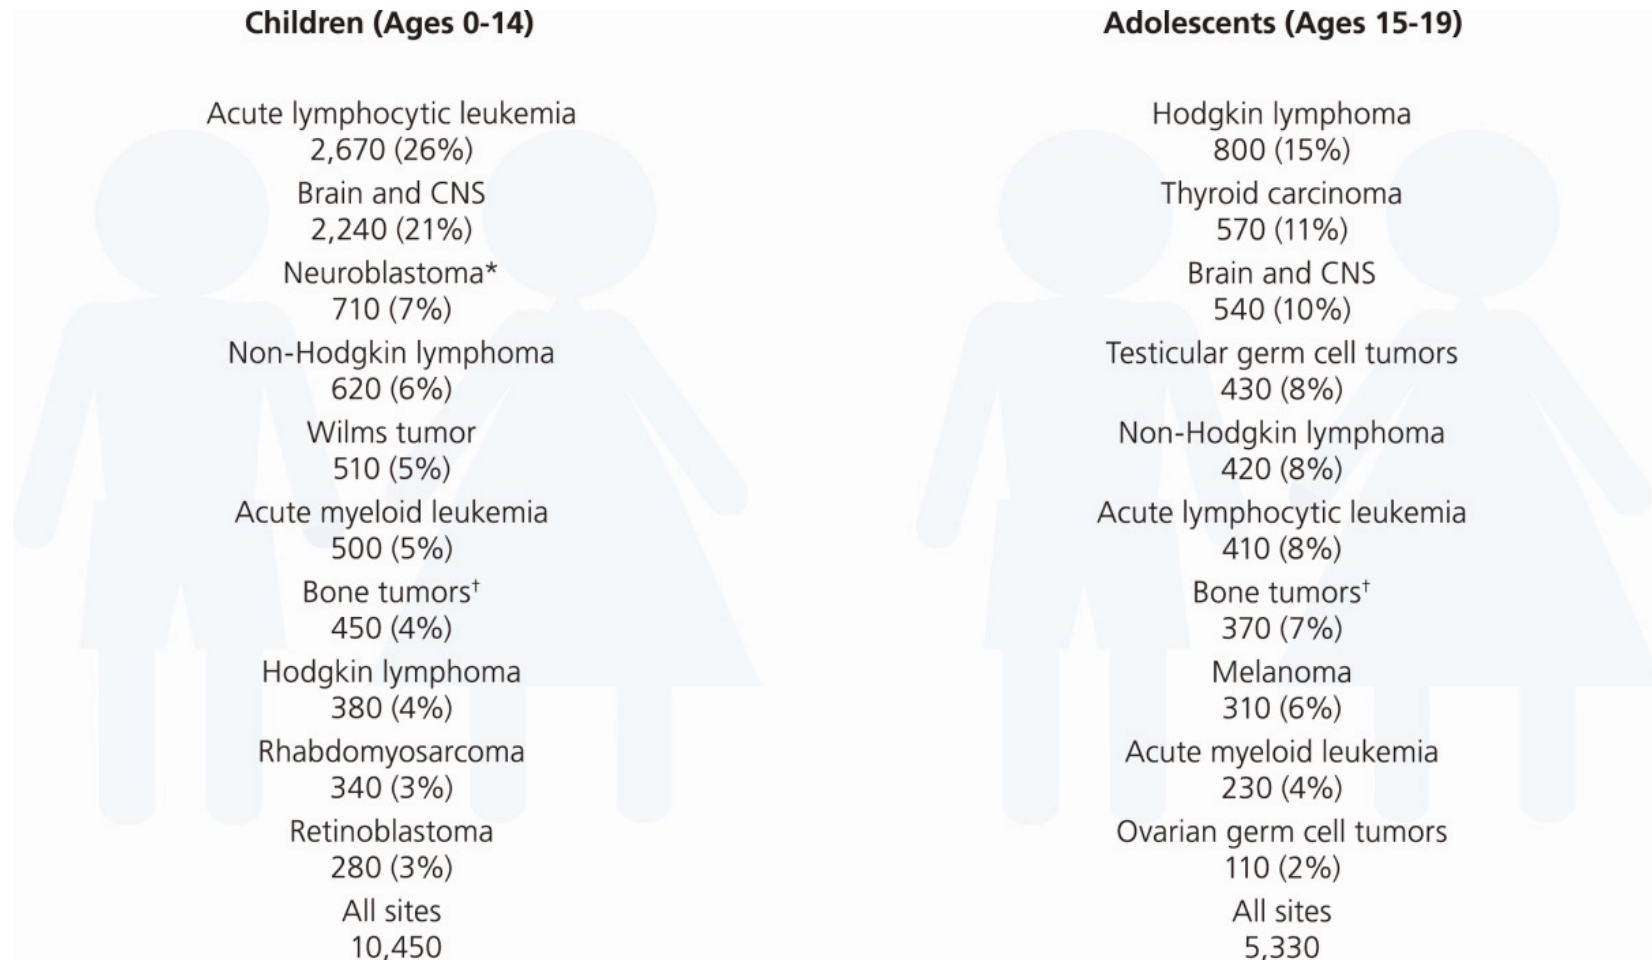 Children (Ages 0-14)
Acute lymphocytic leukemia
2,670 (26%)
Brain and CNS
2,240 (21%)
Neuroblastoma*
710 (7%)
Non-Hodgkin lymphoma
620 (6%)
Wilms tumor
510 (5%)
Acute myeloid leukemia
500 (5%)
Bone tumors†
450 (4%)
Hodgkin lymphoma
380 (4%)
Rhabdomyosarcoma
340 (3%)
Retinoblastoma
280 (3%)
All sites
10,450
Adolescents (Ages 15-19)
Hodgkin lymphoma
800 (15%)
Thyroid carcinoma
570 (11%)
Brain and CNS
540 (10%)
Testicular germ cell tumors
430 (8%)
Non-Hodgkin lymphoma
420 (8%)
Acute lymphocytic leukemia
410 (8%)
Bone tumors†
370 (7%)
Melanoma
310 (6%)
Acute myeloid leukemia
230 (4%)
Ovarian germ cell tumors
110 (2%)
All sites
5,330